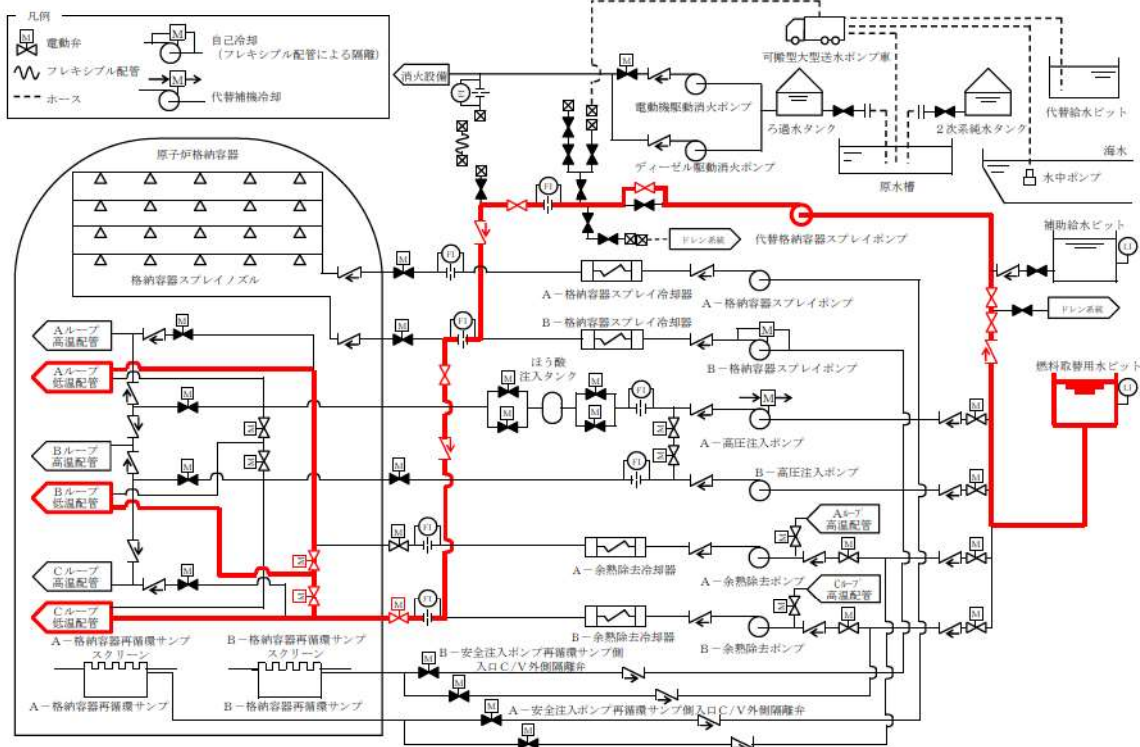 凡例
M
電動弁
フレキシブル配管
ホース
M
自己冷却
(フレキシブル配管による隔離)
M
代替補機冷却
消火設備
FI
M
電動機駆動消火ポンプ
ディーゼル駆動消火ポンプ
可搬型大型送水ポンプ車
ろ過水タンク
2次系純水タンク
原水槽
代替給水ピット
海水
水中ポンプ
原子炉格納容器
格納容器スプレイノズル
FI
ドレン系統
代替格納容器スプレイポンプ
補助給水ピット
LI
ドレン系統
燃料取替用水ピット
LI
M
FI
A-格納容器スプレイ冷却器
A-格納容器スプレイポンプ
M
FI
B-格納容器スプレイ冷却器
M
B-格納容器スプレイポンプ
Aループ
高温配管
M
Aループ
低温配管
M
ほう酸
注入タンク
M
M
M
M
FI
M
A-高圧注入ポンプ
M
M
M
Bループ
高温配管
M
M
M
M
FI
M
B-高圧注入ポンプ
M
Bループ
低温配管
M
M
FI
A-余熱除去冷却器
A-余熱除去ポンプ
Aループ
高温配管
M
M
M
Cループ
高温配管
M
M
Cループ
低温配管
M
FI
B-余熱除去冷却器
B-余熱除去ポンプ
Cループ
高温配管
M
M
M
A-格納容器再循環サンプ
スクリーン
B-格納容器再循環サンプ
スクリーン
A-格納容器再循環サンプ
B-格納容器再循環サンプ
B-安全注入ポンプ再循環サンプ側
入口C/V外側隔離弁
M
M
A-安全注入ポンプ再循環サンプ側入口C/V外側隔離弁
M
M